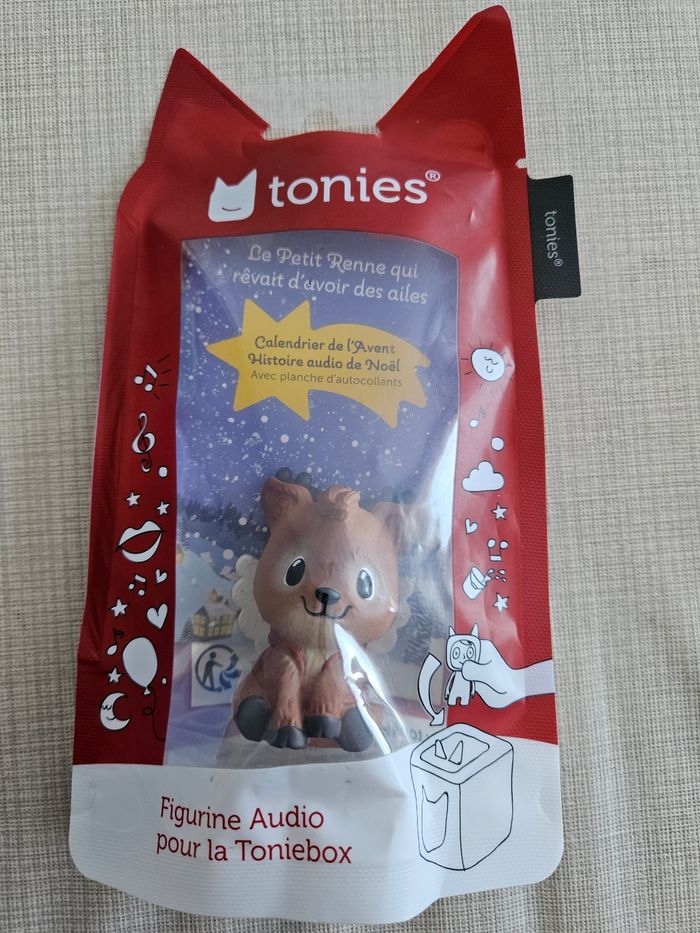 tonies®
tonies®
Le Petit Renne qui
rêvait d'avoir des ailes
Calendrier de l'Avent
Histoire audio de Noël
Avec planche d'autocollants
Figurine Audio
pour la Toniebox